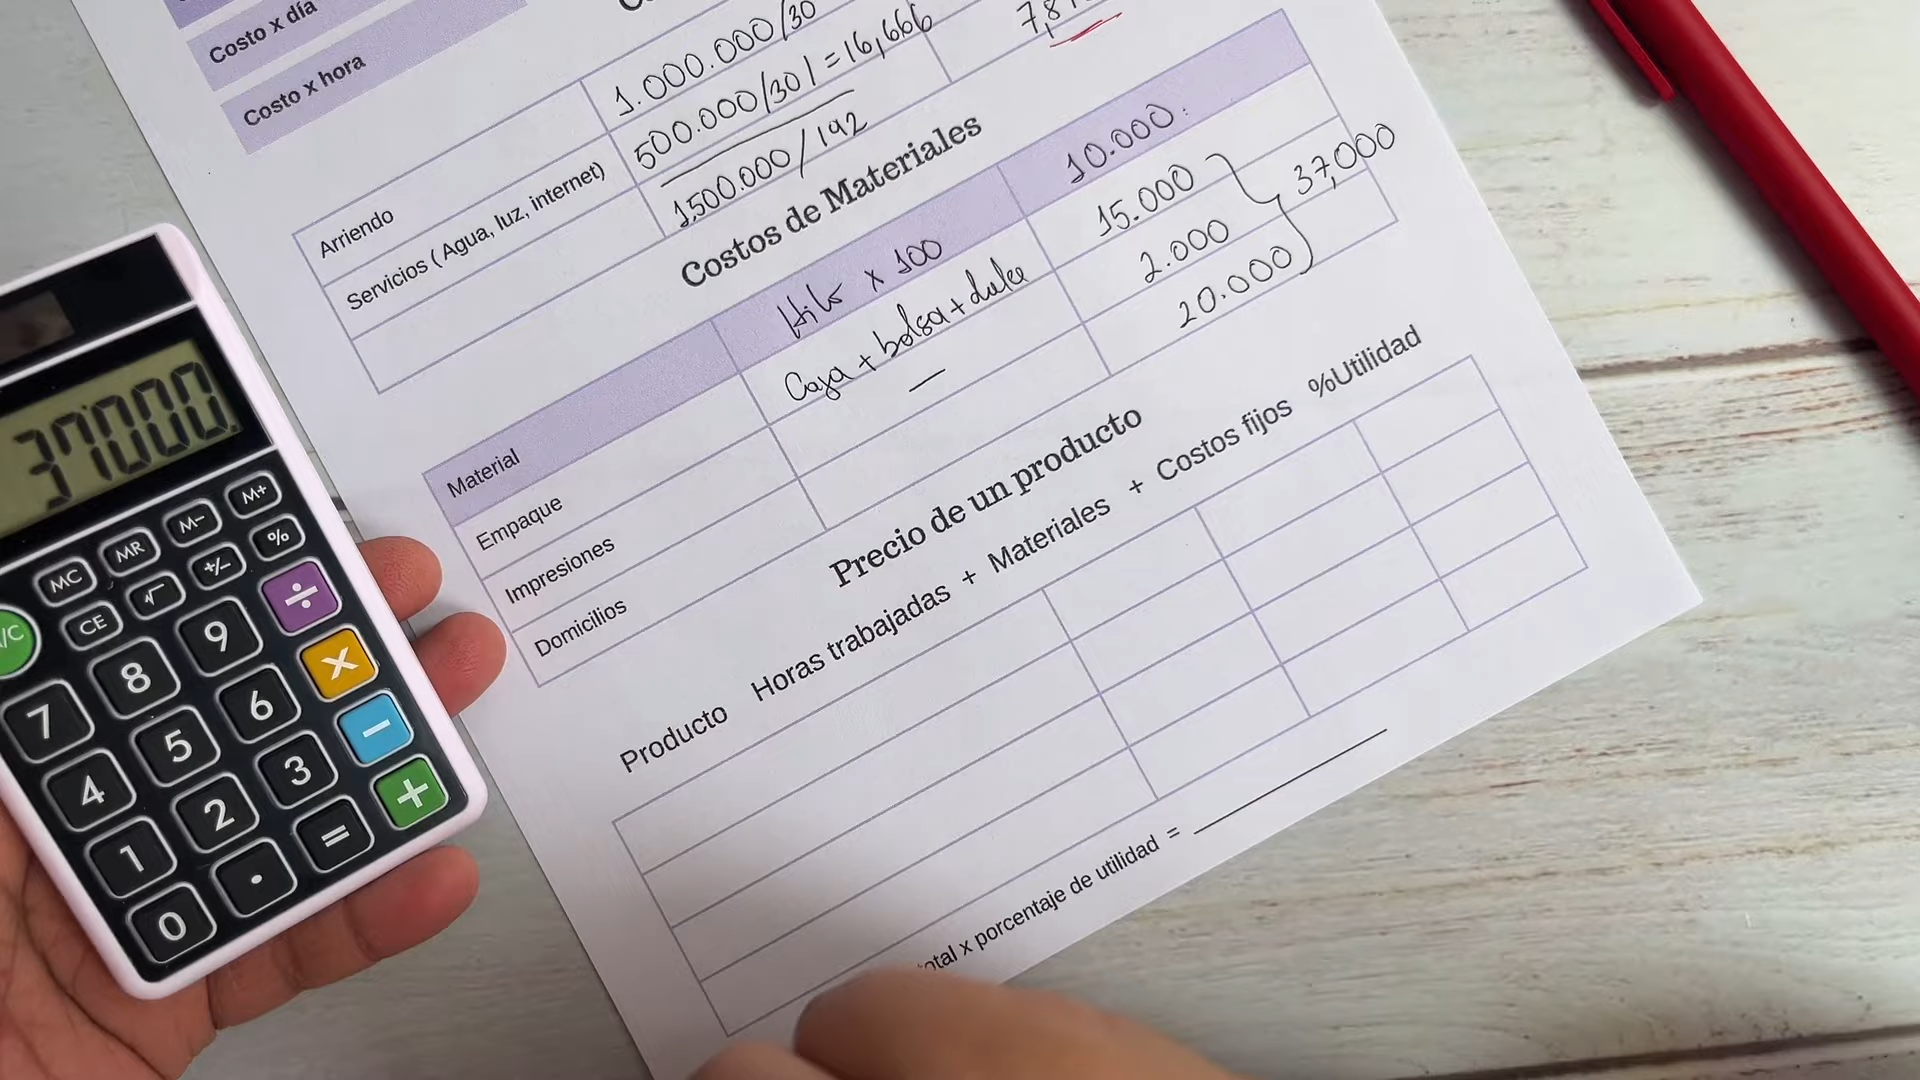 Costo x día
Costo x hora
Arriendo 1.000.000/30
Servicios ( Agua, luz, internet) 500.000/30 / = 16,666
1,500.000 / 192
Costos de Materiales
Material Hilo x 100 10.000.
Empaque Caja + bolsa + dulce 15.000
Impresiones — 2.000
Domicilios 20.000
37,000
Precio de un producto
Producto Horas trabajadas + Materiales + Costos fijos %Utilidad
x porcentaje de utilidad =
37000.
MC MR M- M+
CE √ +/- %
7 8 9 ÷
4 5 6 x
1 2 3 −
0 . = +